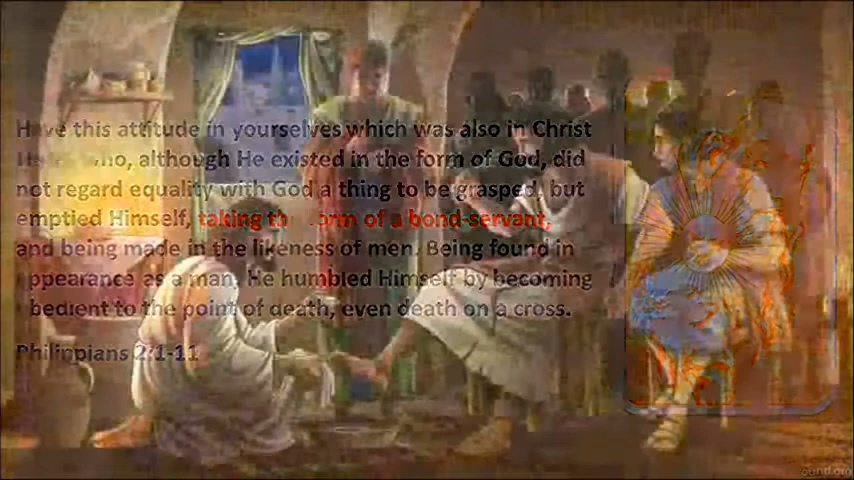 Have this attitude in yourselves which was also in Christ
who, although He existed in the form of God, did
not regard equality with God a thing to be grasped, but
emptied Himself, taking the form of a bond-servant,
and being made in the likeness of men. Being found in
appearance as a man, He humbled Himself by becoming
obedient to the point of death, even death on a cross.
Philippians 2:1-11